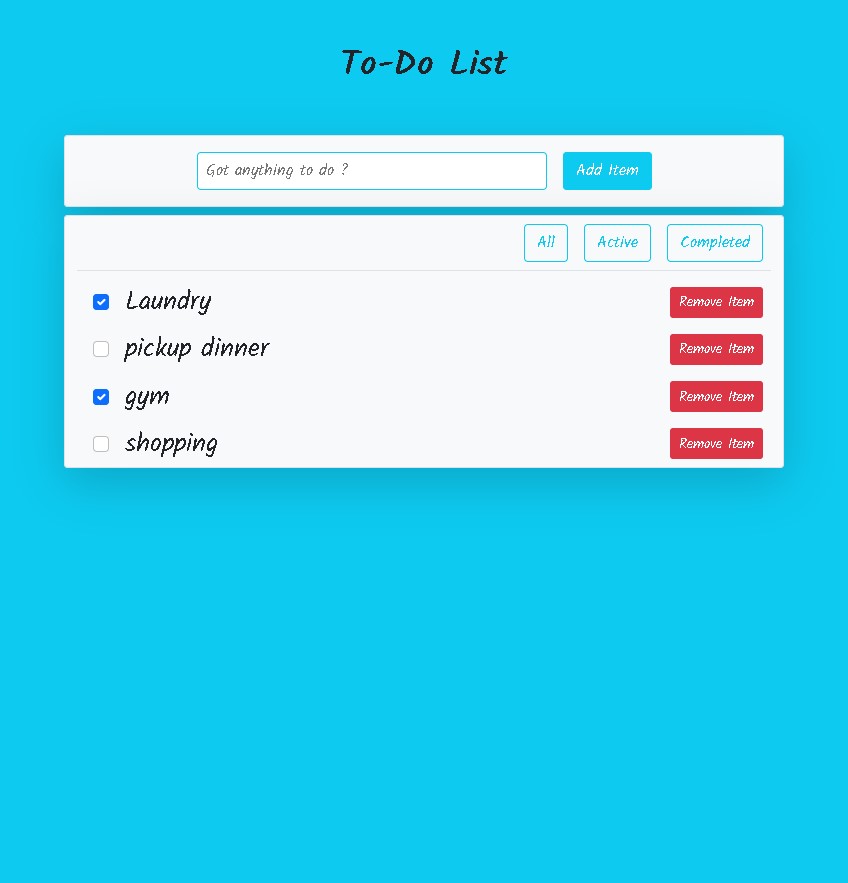 To-Do List
Got anything to do ? Add Item
All Active Completed
Laundry Remove Item
pickup dinner Remove Item
gym Remove Item
shopping Remove Item